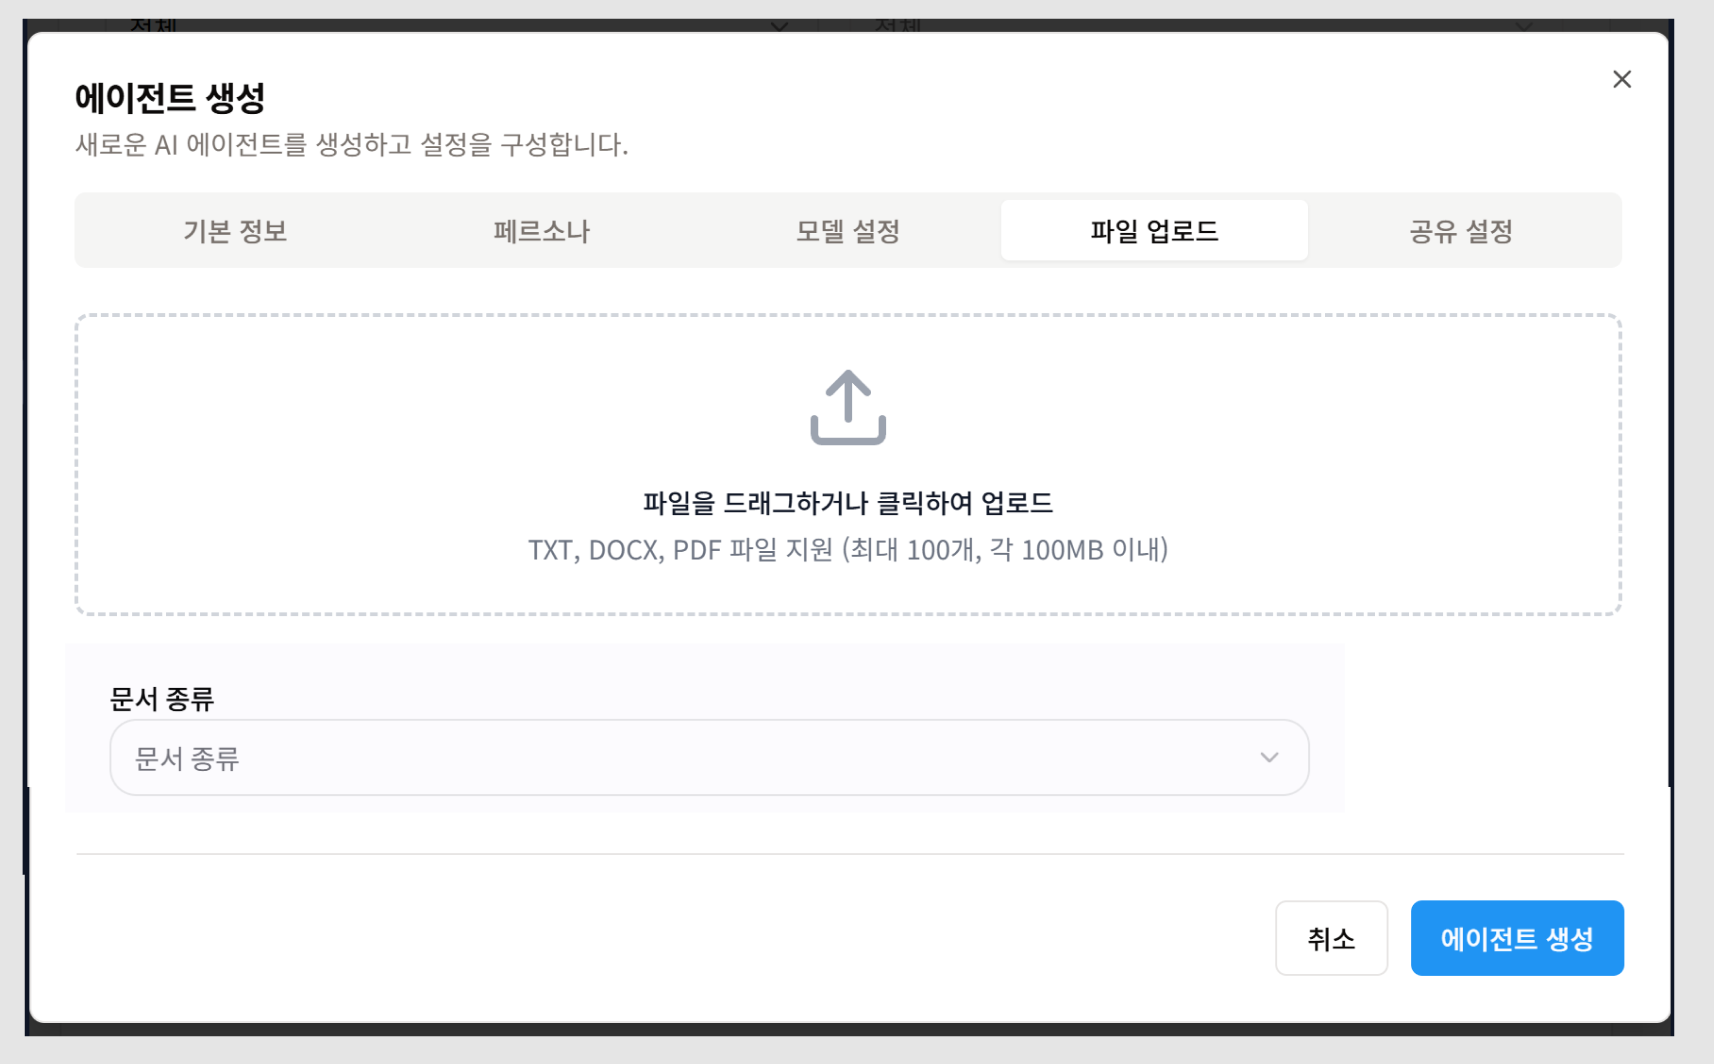 에이전트 생성
새로운 AI 에이전트를 생성하고 설정을 구성합니다.
기본 정보
페르소나
모델 설정
파일 업로드
공유 설정
파일을 드래그하거나 클릭하여 업로드
TXT, DOCX, PDF 파일 지원 (최대 100개, 각 100MB 이내)
문서 종류
문서 종류
취소
에이전트 생성